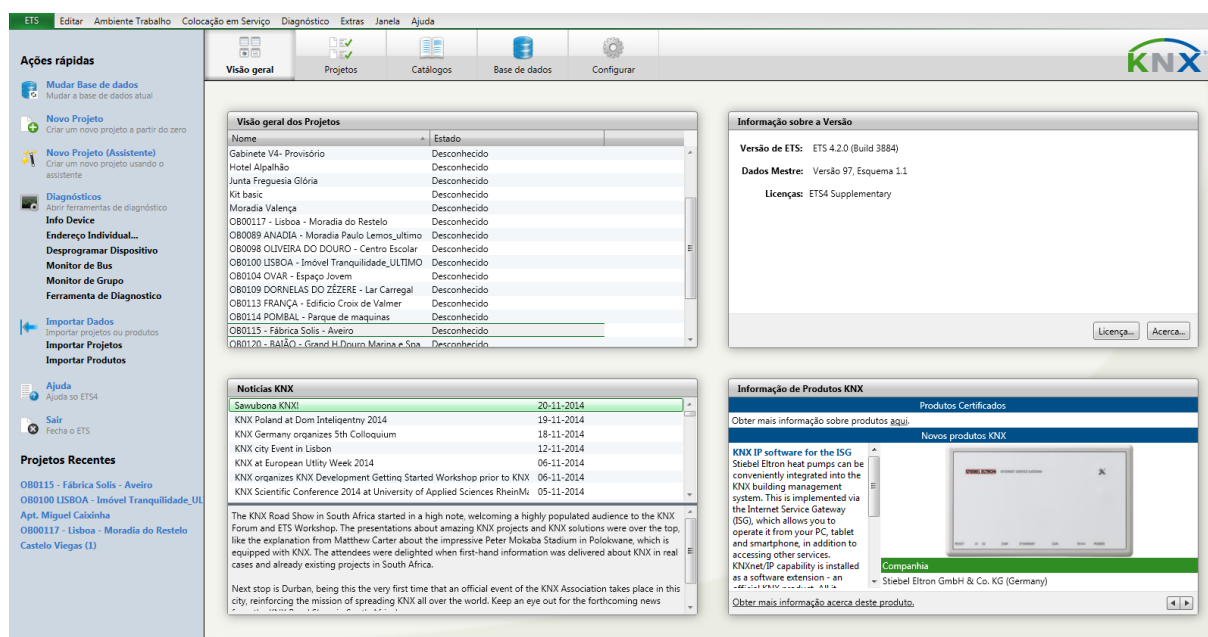 ETS Editar Ambiente Trabalho Colocação em Serviço Diagnóstico Extras Janela Ajuda
Ações rápidas
Mudar Base de dados
Mudar a base de dados atual
Novo Projeto
Criar um novo projeto a partir do zero
Novo Projeto (Assistente)
Criar um novo projeto usando o
assistente
Diagnósticos
Abrir ferramentas de diagnóstico
Info Device
Endereço Individual...
Desprogramar Dispositivo
Monitor de Bus
Monitor de Grupo
Ferramenta de Diagnostico
Importar Dados
Importar projetos ou produtos
Importar Projetos
Importar Produtos
Ajuda
Ajuda so ETS4
Sair
Fecha o ETS
Projetos Recentes
OB0115 - Fábrica Solis - Aveiro
OB0100 LISBOA - Imóvel Tranquilidade_UL
Apt. Miguel Caixinha
OB00117 - Lisboa - Moradia do Restelo
Castelo Viegas (1)
Visão geral Projetos Catálogos Base de dados Configurar
KNX
Visão geral dos Projetos
Nome Estado
Gabinete V4- Provisório Desconhecido
Hotel Alpalhão Desconhecido
Junta Freguesia Glória Desconhecido
Kit basic Desconhecido
Moradia Valença Desconhecido
OB00117 - Lisboa - Moradia do Restelo Desconhecido
OB0089 ANADIA - Moradia Paulo Lemos_ultimo Desconhecido
OB0098 OLIVEIRA DO DOURO - Centro Escolar Desconhecido
OB0100 LISBOA - Imóvel Tranquilidade_ULTIMO Desconhecido
OB0104 OVAR - Espaço Jovem Desconhecido
OB0109 DORNELAS DO ZÊZERE - Lar Carregal Desconhecido
OB0113 FRANÇA - Edificio Croix de Valmer Desconhecido
OB0114 POMBAL - Parque de maquinas Desconhecido
OB0115 - Fábrica Solis - Aveiro Desconhecido
OB0120 - BAIÃO - Grand H.Douro Marina e Spa Desconhecido
Informação sobre a Versão
Versão de ETS: ETS 4.2.0 (Build 3884)
Dados Mestre: Versão 97, Esquema 1.1
Licenças: ETS4 Supplementary
Licença... Acerca...
Notícias KNX
Sawubona KNX! 20-11-2014
KNX Poland at Dom Inteligentny 2014 19-11-2014
KNX Germany organizes 5th Colloquium 18-11-2014
KNX city Event in Lisbon 12-11-2014
KNX at European Utlity Week 2014 06-11-2014
KNX organizes KNX Development Getting Started Workshop prior to KNX 06-11-2014
KNX Scientific Conference 2014 at University of Applied Sciences RheinMa 05-11-2014
The KNX Road Show in South Africa started in a high note, welcoming a highly populated audience to the KNX
Forum and ETS Workshop. The presentations about amazing KNX projects and KNX solutions were over the top,
like the explanation from Matthew Carter about the impressive Peter Mokaba Stadium in Polokwane, which is
equipped with KNX. The attendees were delighted when first-hand information was delivered about KNX in real
cases and already existing projects in South Africa.
Next stop is Durban, being this the very first time that an official event of the KNX Association takes place in this
city, reinforcing the mission of spreading KNX all over the world. Keep an eye out for the forthcoming news
Informação de Produtos KNX
Produtos Certificados
Obter mais informação sobre produtos aqui.
Novos produtos KNX
KNX IP software for the ISG
Stiebel Eltron heat pumps can be
conveniently integrated into the
KNX building management
system. This is implemented via
the Internet Service Gateway
(ISG), which allows you to
operate it from your PC, tablet
and smartphone, in addition to
accessing other services.
KNXnet/IP capability is installed
as a software extension - an
official KNX product. All it
STIEBEL ELTRON
Companhia
Stiebel Eltron GmbH & Co. KG (Germany)
Obter mais informação acerca deste produto.